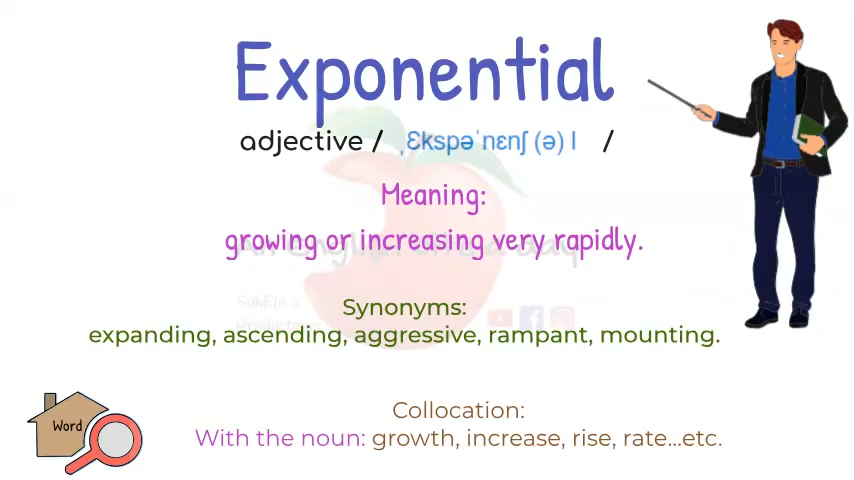 Exponential
adjective / ˌɛkspəˈnɛnʃ (ə) l /
Meaning:
growing or increasing very rapidly.
Synonyms:
expanding, ascending, aggressive, rampant, mounting.
Word
Collocation:
With the noun: growth, increase, rise, rate...etc.